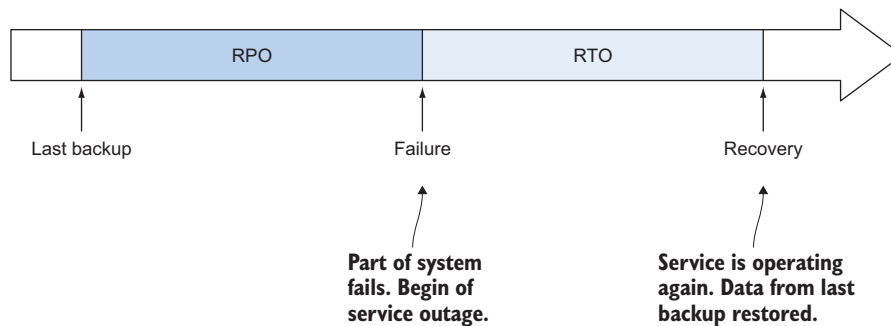 RPO
RTO
Last backup
Failure
Recovery
Part of system
fails. Begin of
service outage.
Service is operating
again. Data from last
backup restored.